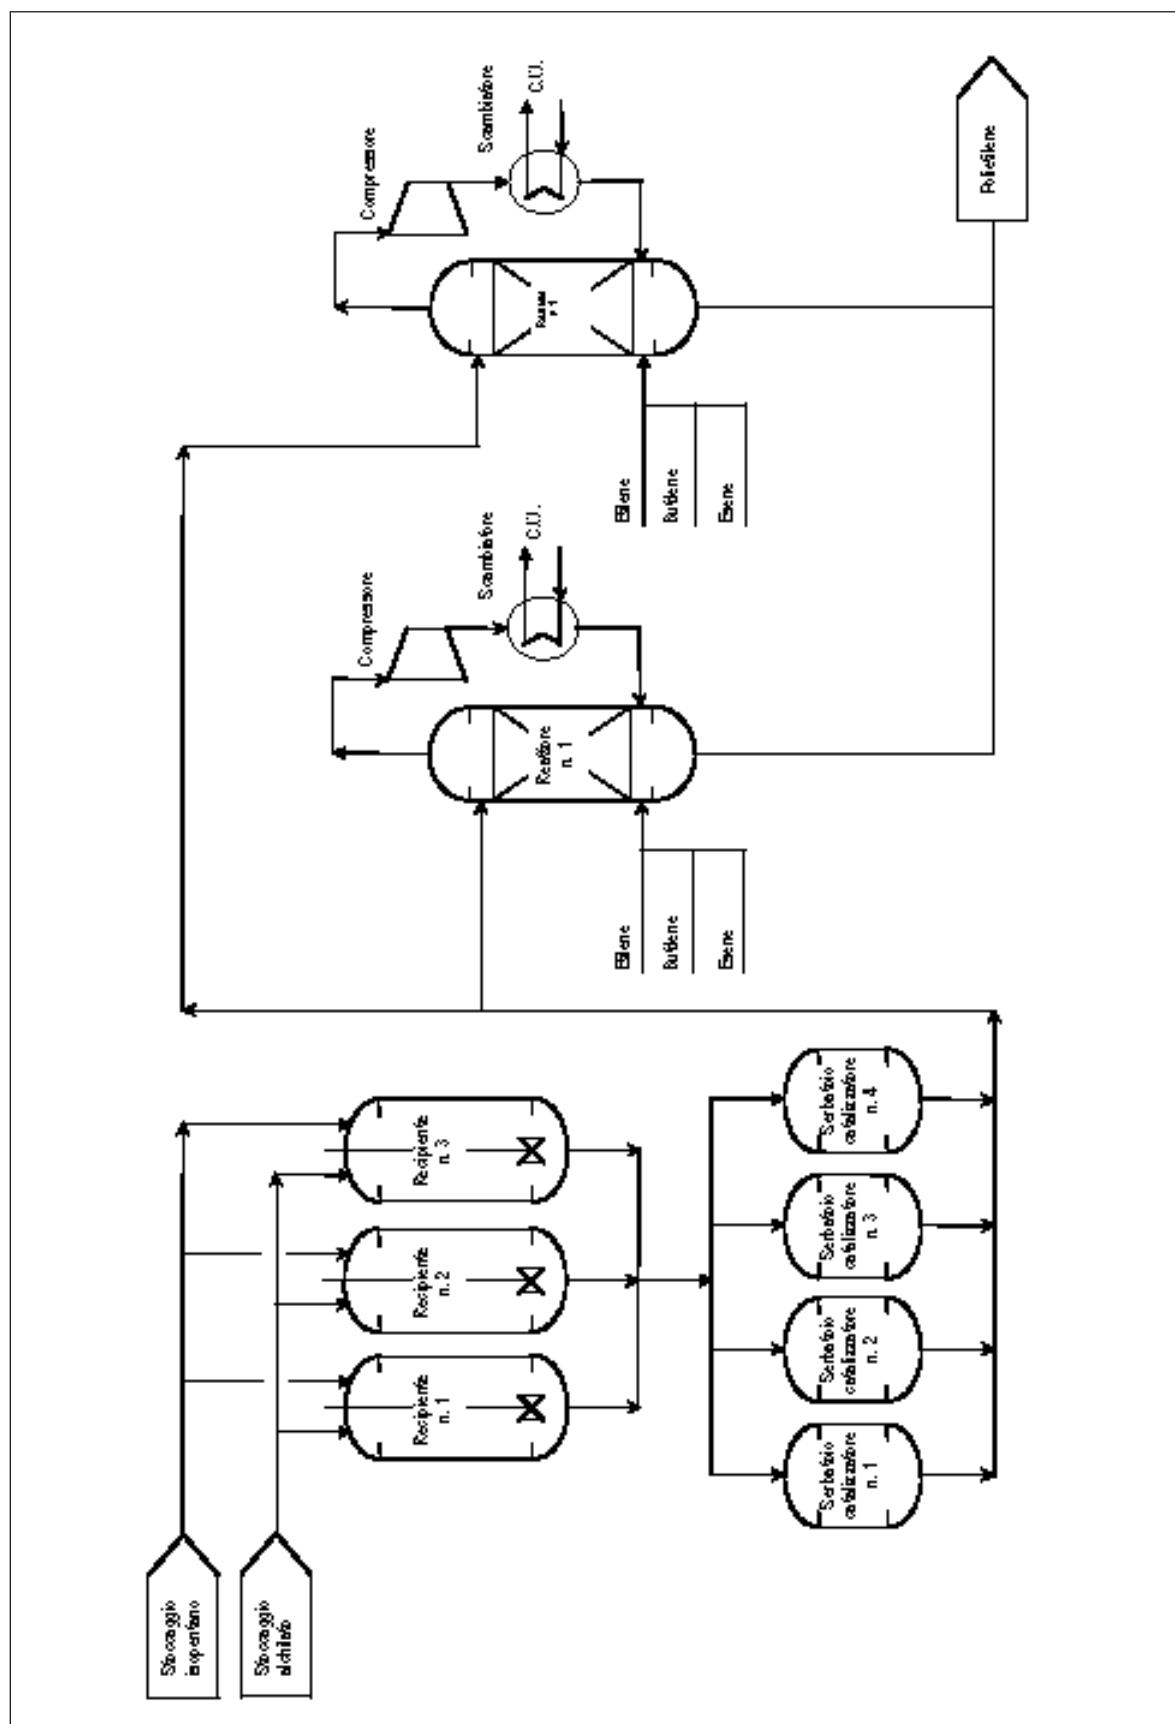 Stoccaggio
isopentano
Stoccaggio
alchilato
Recipiente
n. 1
Recipiente
n. 2
Recipiente
n. 3
Serbatoio
catalizzatore
n. 1
Serbatoio
catalizzatore
n. 2
Serbatoio
catalizzatore
n. 3
Serbatoio
catalizzatore
n. 4
Etilene
Butilene
Esene
Reattore
n. 1
Compressore
Scambiatore
C.U.
Etilene
Butilene
Esene
n. 1
Compressore
Scambiatore
C.U.
Polietilene